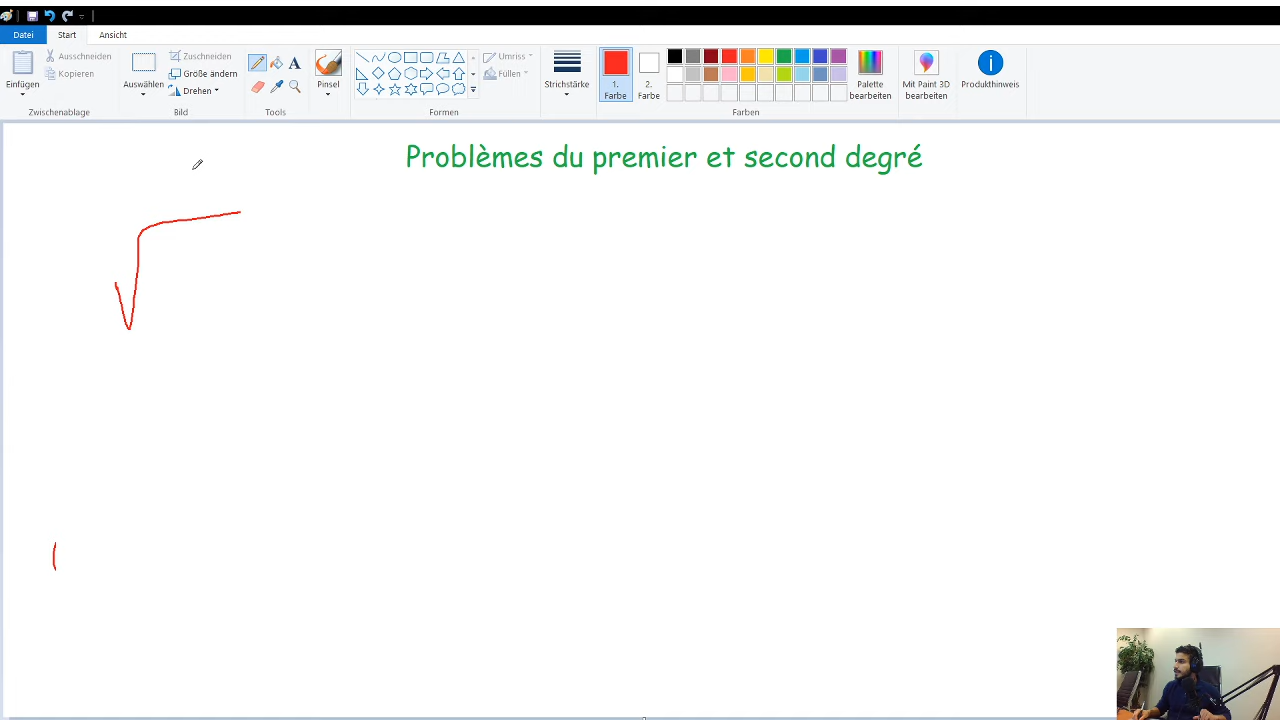 Datei Start Ansicht
Einfügen
Ausschneiden
Auswählen
Zuschneiden
Größe ändern
Drehen
Pinsel
Umriss
Füllen
Strichstärke
1.
Farbe
2.
Farbe
Palette
bearbeiten
Mit Paint 3D
bearbeiten
Produkthinweis
Zwischenablage Bild Tools Formen Farben
Problèmes du premier et second degré
√
(